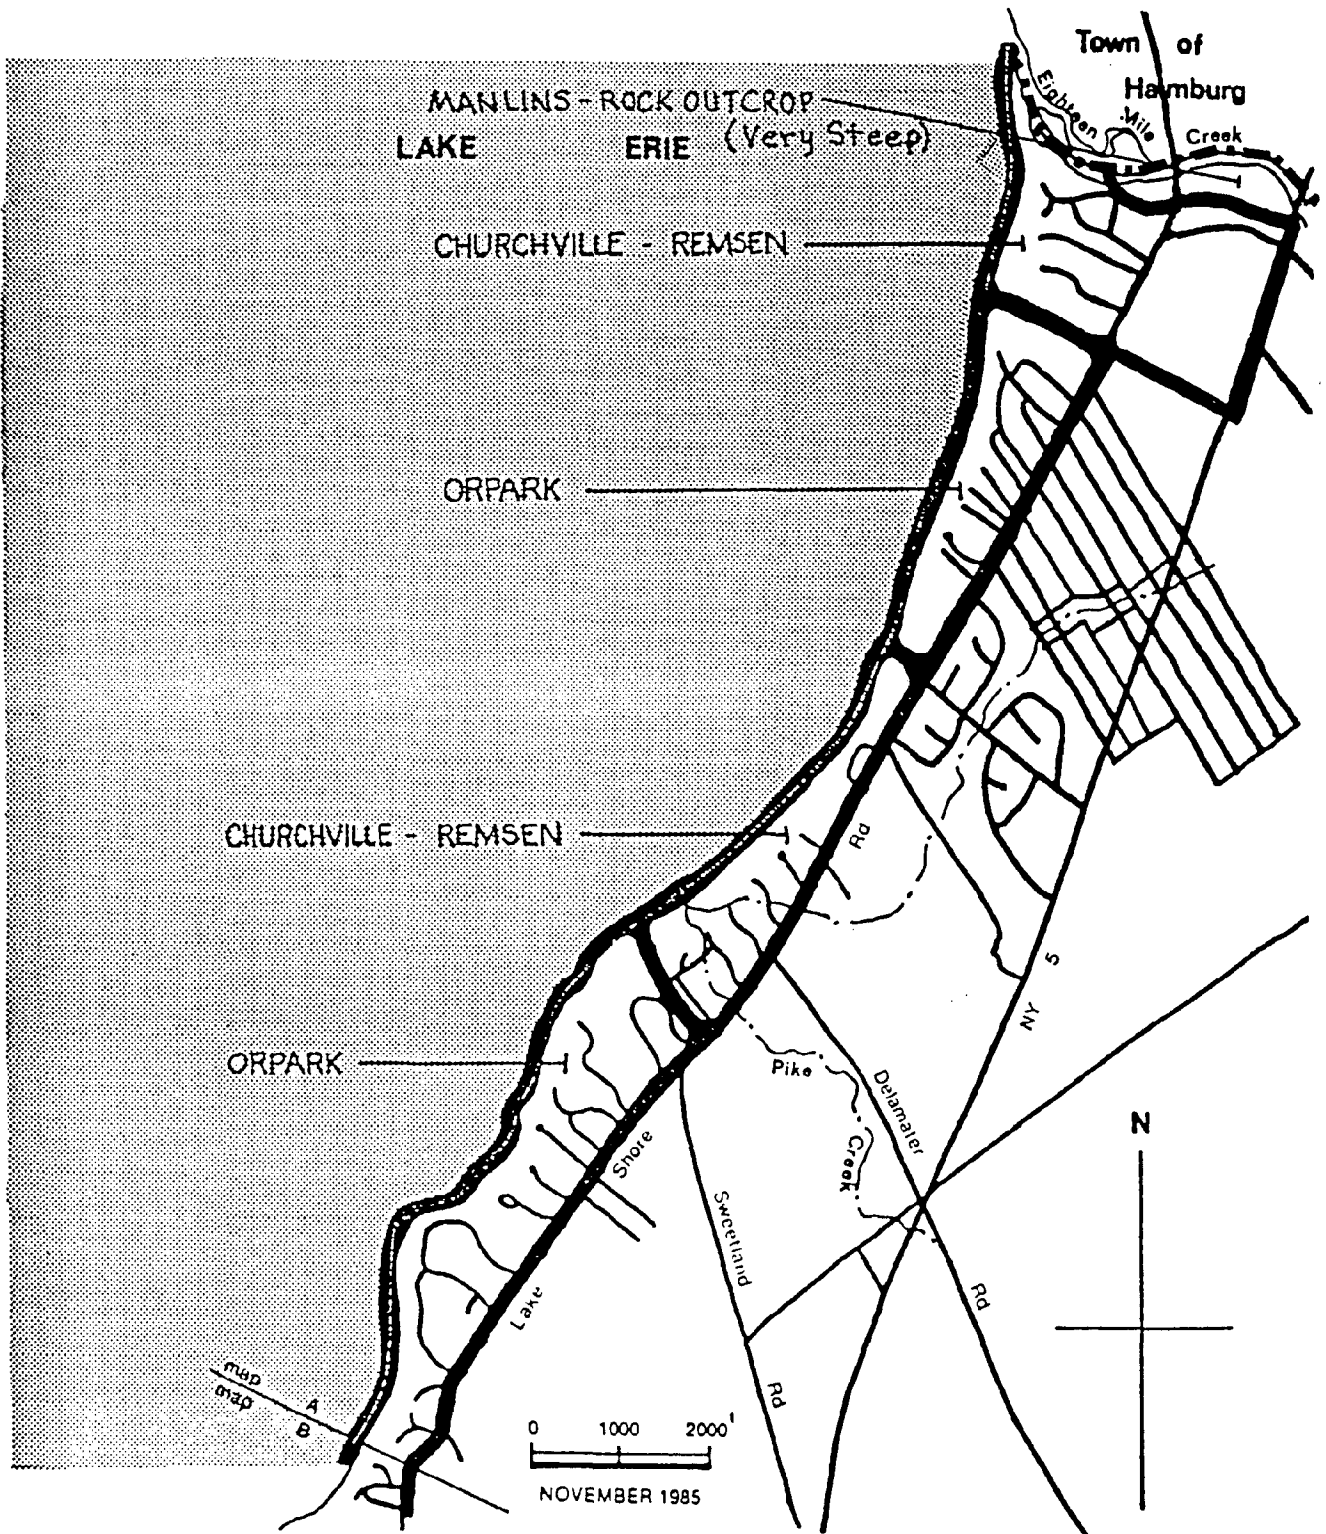 Town of
Hamburg
MANLINS - ROCK OUTCROP
(Very Steep)
LAKE ERIE
Eighteen Mile Creek
CHURCHVILLE - REMSEN
ORPARK
CHURCHVILLE - REMSEN
Rd
NY 5
ORPARK
Pike Creek
Delamater Rd
N
Shore
Sweetland Rd
Lake
map A
map B
0 1000 2000'
NOVEMBER 1985